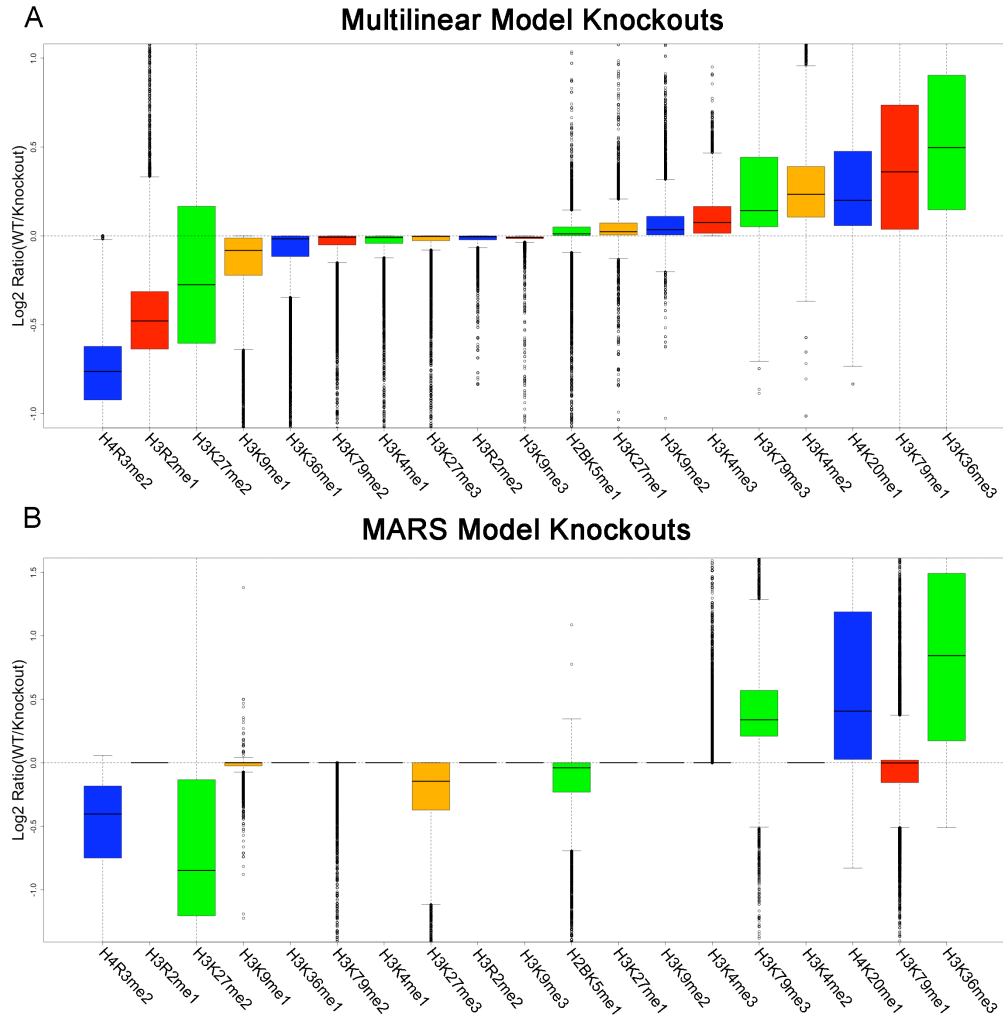 A
Multilinear Model Knockouts
Log2 Ratio(WT/Knockout)
1.0
0.5
0.0
-0.5
-1.0
H4R3me2
H3R2me1
H3K27me2
H3K9me1
H3K36me1
H3K79me2
H3K4me1
H3K27me3
H3R2me2
H3K9me3
H2BK5me1
H3K27me1
H3K9me2
H3K4me3
H3K79me3
H3K4me2
H4K20me1
H3K79me1
H3K36me3
B
MARS Model Knockouts
Log2 Ratio(WT/Knockout)
1.5
1.0
0.5
0.0
-0.5
-1.0
H4R3me2
H3R2me1
H3K27me2
H3K9me1
H3K36me1
H3K79me2
H3K4me1
H3K27me3
H3R2me2
H3K9me3
H2BK5me1
H3K27me1
H3K9me2
H3K4me3
H3K79me3
H3K4me2
H4K20me1
H3K79me1
H3K36me3